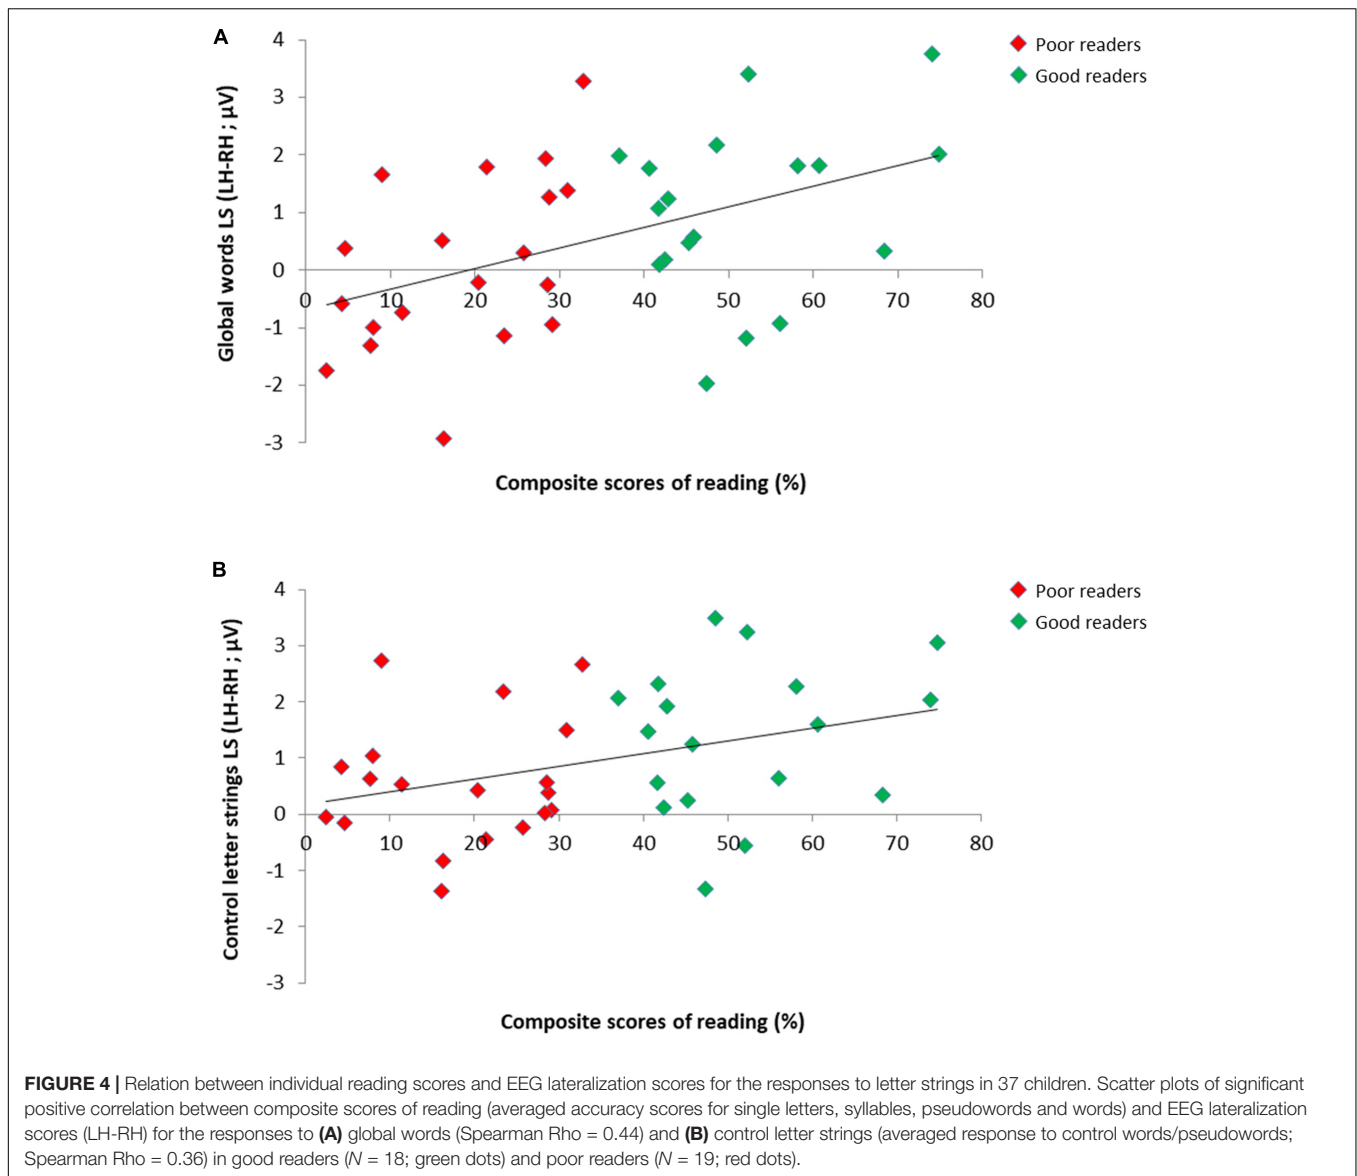 A
4
3
2
1
0
-1
-2
-3
0 10 20 30 40 50 60 70 80
Global words LS (LH-RH ; µV)
Composite scores of reading (%)
Poor readers
Good readers
B
4
3
2
1
0
-1
-2
-3
0 10 20 30 40 50 60 70 80
Control letter strings LS (LH-RH ; µV)
Composite scores of reading (%)
Poor readers
Good readers
FIGURE 4 | Relation between individual reading scores and EEG lateralization scores for the responses to letter strings in 37 children. Scatter plots of significant
positive correlation between composite scores of reading (averaged accuracy scores for single letters, syllables, pseudowords and words) and EEG lateralization
scores (LH-RH) for the responses to (A) global words (Spearman Rho = 0.44) and (B) control letter strings (averaged response to control words/pseudowords;
Spearman Rho = 0.36) in good readers (N = 18; green dots) and poor readers (N = 19; red dots).